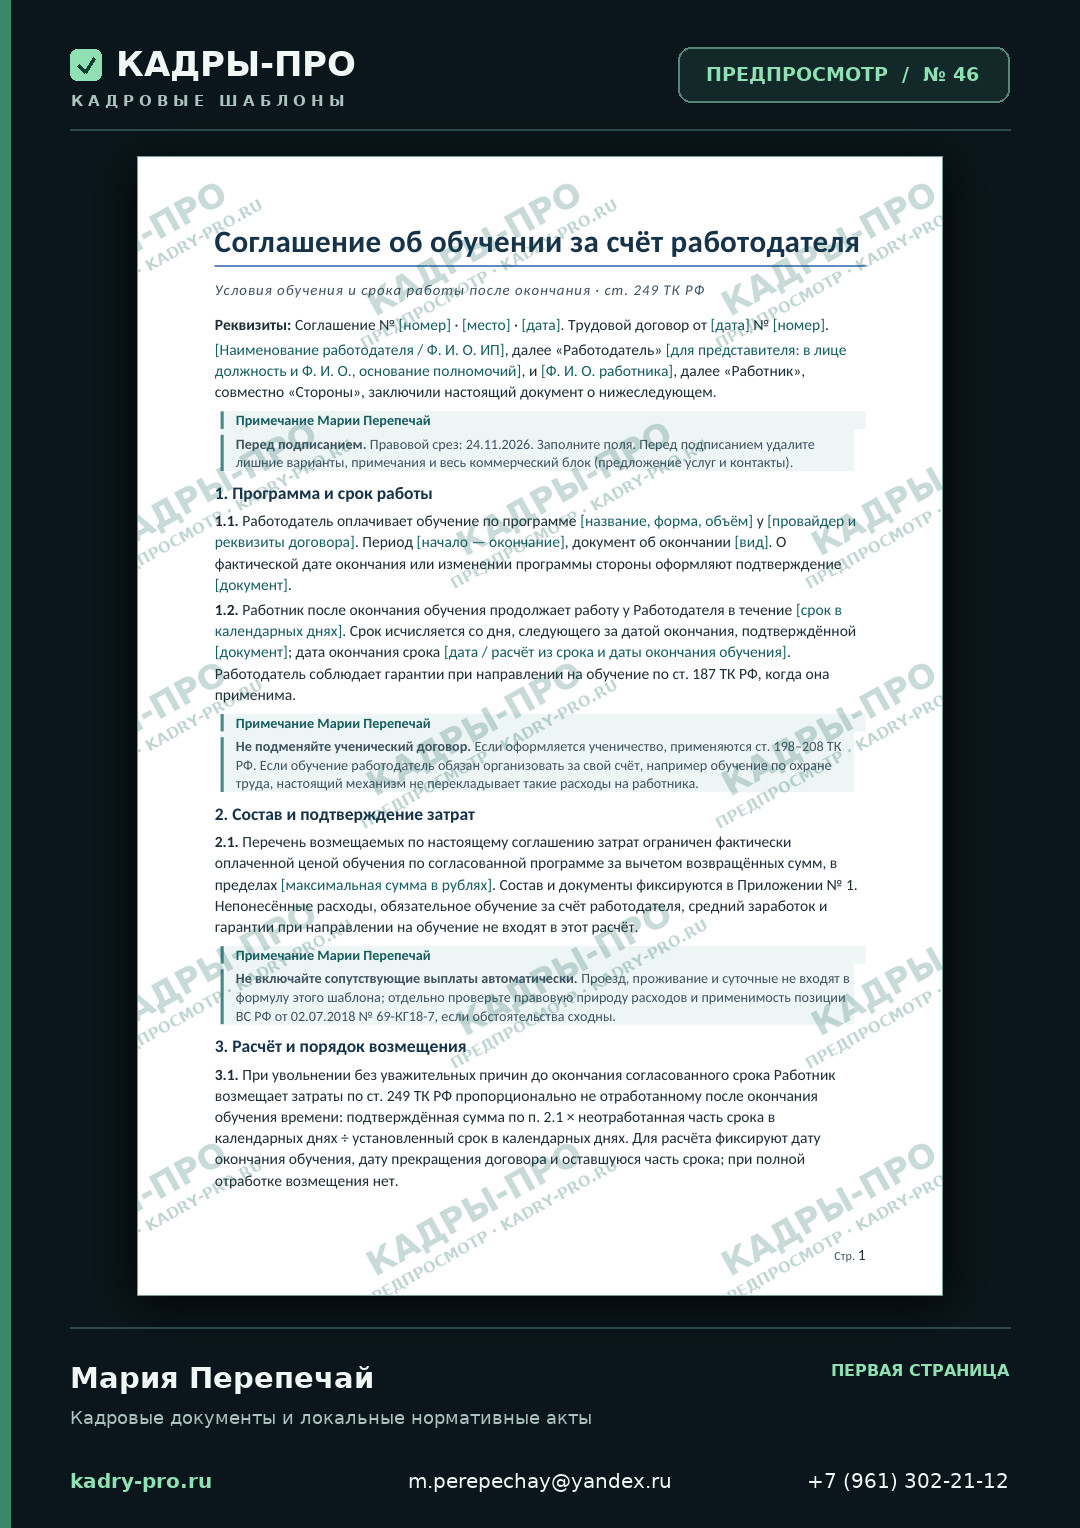 КАДРЫ-ПРО
КАДРОВЫЕ ШАБЛОНЫ
ПРЕДПРОСМОТР / № 46
Соглашение об обучении за счёт работодателя
Условия обучения и срока работы после окончания · ст. 249 ТК РФ
Реквизиты: Соглашение № [номер] · [место] · [дата]. Трудовой договор от [дата] № [номер].
[Наименование работодателя / Ф. И. О. ИП], далее «Работодатель» [для представителя: в лице
должность и Ф. И. О., основание полномочий], и [Ф. И. О. работника], далее «Работник»,
совместно «Стороны», заключили настоящий документ о нижеследующем.
Примечание Марии Перепечай
Перед подписанием. Правовой срез: 24.11.2026. Заполните поля. Перед подписанием удалите
лишние варианты, примечания и весь коммерческий блок (предложение услуг и контакты).
1. Программа и срок работы
1.1. Работодатель оплачивает обучение по программе [название, форма, объём] у [провайдер и
реквизиты договора]. Период [начало — окончание], документ об окончании [вид]. О
фактической дате окончания или изменении программы стороны оформляют подтверждение
[документ].
1.2. Работник после окончания обучения продолжает работу у Работодателя в течение [срок в
календарных днях]. Срок исчисляется со дня, следующего за датой окончания, подтверждённой
[документ]; дата окончания срока [дата / расчёт из срока и даты окончания обучения].
Работодатель соблюдает гарантии при направлении на обучение по ст. 187 ТК РФ, когда она
применима.
Примечание Марии Перепечай
Не подменяйте ученический договор. Если оформляется ученичество, применяются ст. 198–208 ТК
РФ. Если обучение работодатель обязан организовать за свой счёт, например обучение по охране
труда, настоящий механизм не перекладывает такие расходы на работника.
2. Состав и подтверждение затрат
2.1. Перечень возмещаемых по настоящему соглашению затрат ограничен фактически
оплаченной ценой обучения по согласованной программе за вычетом возвращённых сумм, в
пределах [максимальная сумма в рублях]. Состав и документы фиксируются в Приложении № 1.
Непонесённые расходы, обязательное обучение за счёт работодателя, средний заработок и
гарантии при направлении на обучение не входят в этот расчёт.
Примечание Марии Перепечай
Не включайте сопутствующие выплаты автоматически. Проезд, проживание и суточные не входят в
формулу этого шаблона; отдельно проверьте правовую природу расходов и применимость позиции
ВС РФ от 02.07.2018 № 69-КГ18-7, если обстоятельства сходны.
3. Расчёт и порядок возмещения
3.1. При увольнении без уважительных причин до окончания согласованного срока Работник
возмещает затраты по ст. 249 ТК РФ пропорционально не отработанному после окончания
обучения времени: подтверждённая сумма по п. 2.1 × неотработанная часть срока в
календарных днях ÷ установленный срок в календарных днях. Для расчёта фиксируют дату
окончания обучения, дату прекращения договора и оставшуюся часть срока; при полной
отработке возмещения нет.
Стр. 1
Мария Перепечай
ПЕРВАЯ СТРАНИЦА
Кадровые документы и локальные нормативные акты
kadry-pro.ru
m.perepechay@yandex.ru
+7 (961) 302-21-12